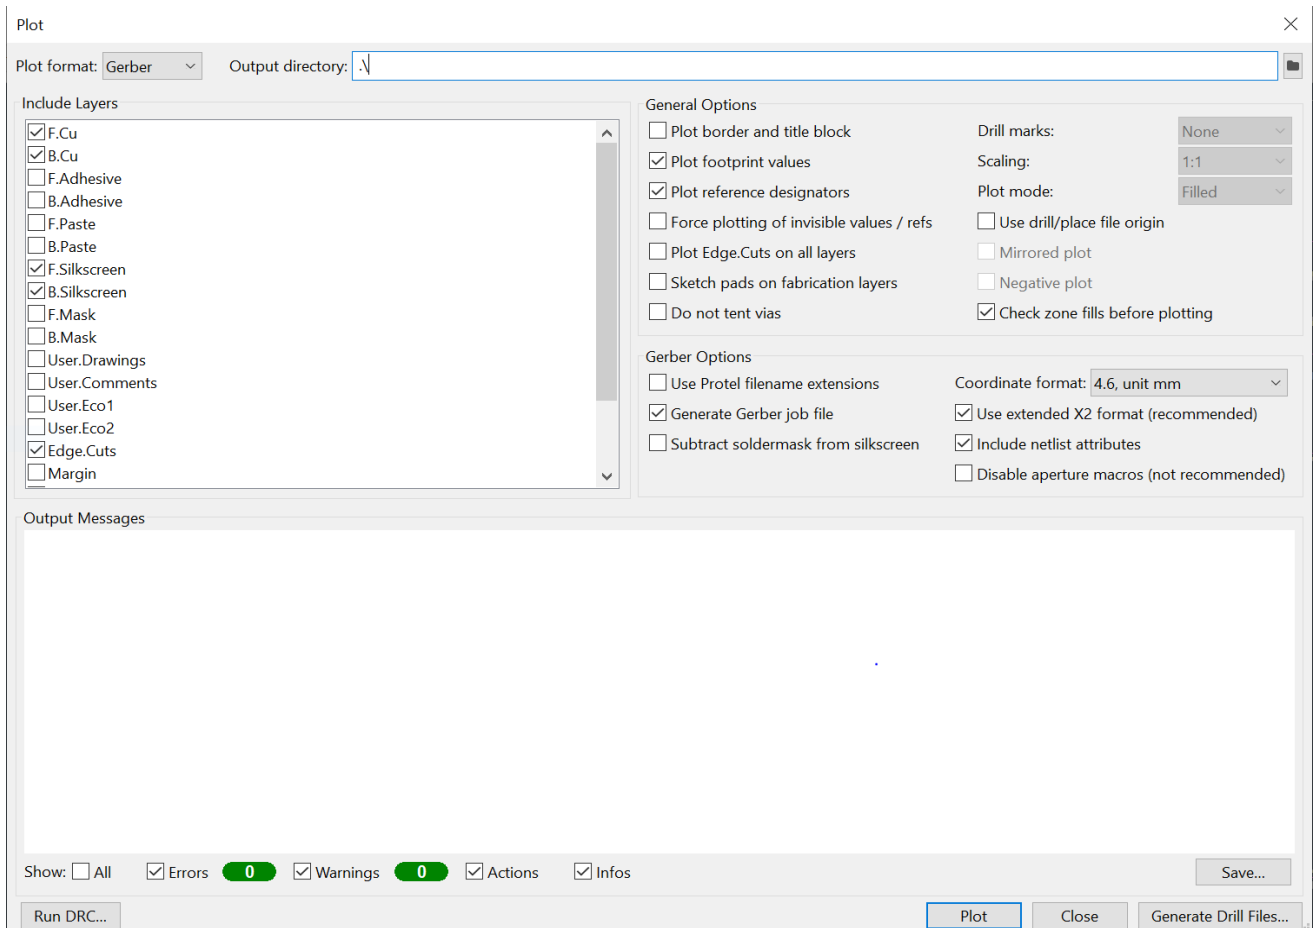 Plot
Plot format: Gerber Output directory: .\
Include Layers
F.Cu
B.Cu
F.Adhesive
B.Adhesive
F.Paste
B.Paste
F.Silkscreen
B.Silkscreen
F.Mask
B.Mask
User.Drawings
User.Comments
User.Eco1
User.Eco2
Edge.Cuts
Margin
General Options
Plot border and title block Drill marks: None
Plot footprint values Scaling: 1:1
Plot reference designators Plot mode: Filled
Force plotting of invisible values / refs Use drill/place file origin
Plot Edge.Cuts on all layers Mirrored plot
Sketch pads on fabrication layers Negative plot
Do not tent vias Check zone fills before plotting
Gerber Options
Use Protel filename extensions Coordinate format: 4.6, unit mm
Generate Gerber job file Use extended X2 format (recommended)
Subtract soldermask from silkscreen Include netlist attributes
Disable aperture macros (not recommended)
Output Messages
Show: All Errors 0 Warnings 0 Actions Infos Save...
Run DRC... Plot Close Generate Drill Files...